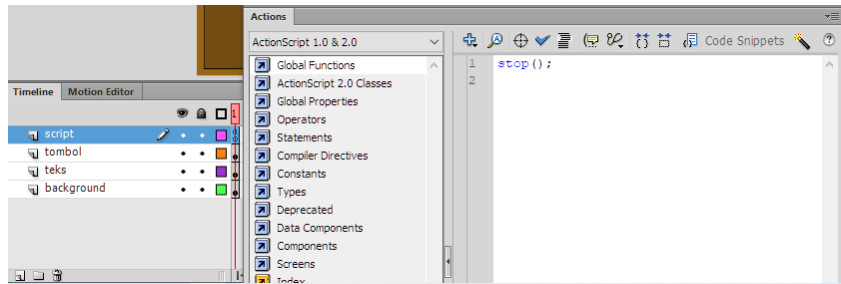 Actions
ActionScript 1.0 & 2.0
Code Snippets
Global Functions
ActionScript 2.0 Classes
Global Properties
Operators
Statements
Compiler Directives
Constants
Types
Deprecated
Data Components
Components
Screens
Index
1 stop();
2
Timeline Motion Editor
1
script
tombol
teks
background